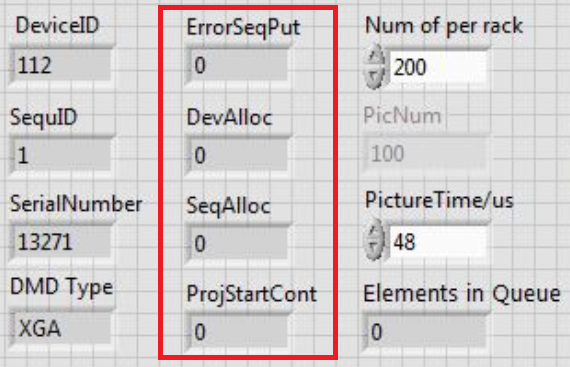 DeviceID
112
SequID
1
SerialNumber
13271
DMD Type
XGA
ErrorSeqPut
0
DevAlloc
0
SeqAlloc
0
ProjStartCont
0
Num of per rack
200
PicNum
100
PictureTime/us
48
Elements in Queue
0